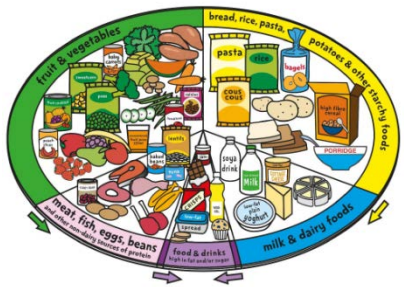 fruit & vegetables
bread, rice, pasta,
potatoes & other starchy foods
pasta
rice
bagels
cous
cous
high fibre
cereal
PORRIDGE
peas
lentils
baked
beans
soya
drink
Milk
low-fat
plain
yoghurt
CRISPS
low-fat
spread
meat, fish, eggs, beans
and other non-dairy sources of protein
food & drinks
high in fat and/or sugar
milk & dairy foods